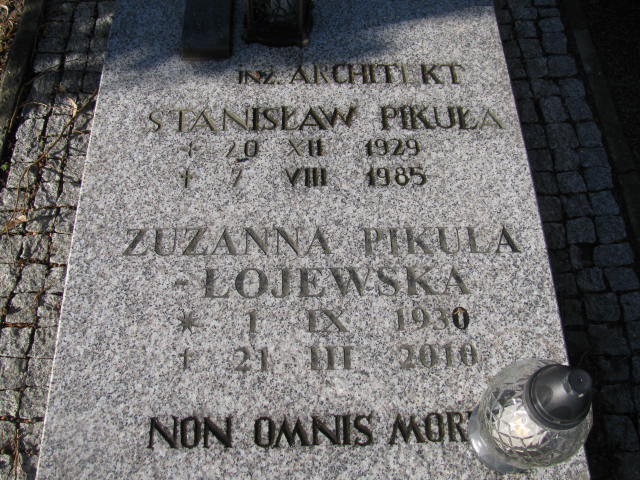 inż. ARCHITEKT
STANISŁAW PIKUŁA
* 20 XII 1929
† 7 VIII 1985
ZUZANNA PIKUŁA
-ŁOJEWSKA
* 1 IX 1930
† 21 III 2010
NON OMNIS MOR